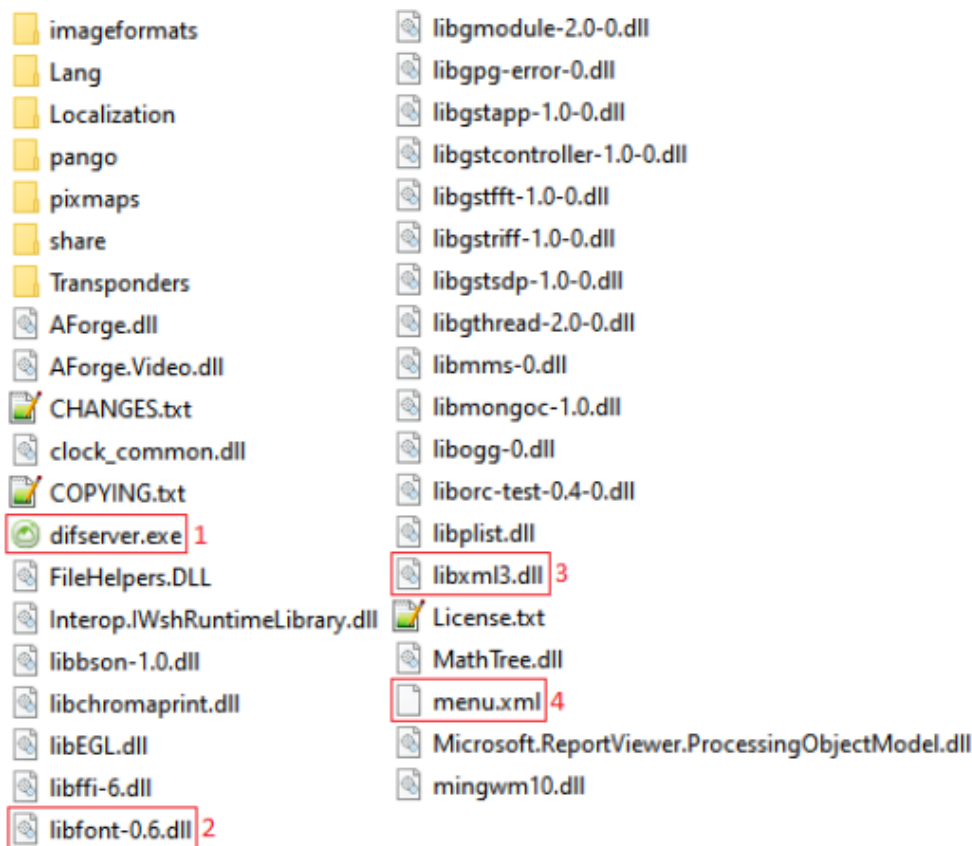 imageformats
Lang
Localization
pango
pixmaps
share
Transponders
AForge.dll
AForge.Video.dll
CHANGES.txt
clock_common.dll
COPYING.txt
difserver.exe 1
FileHelpers.DLL
Interop.IWshRuntimeLibrary.dll
libbson-1.0.dll
libchromaprint.dll
libEGL.dll
libffi-6.dll
libfont-0.6.dll 2
libgmodule-2.0-0.dll
libgpg-error-0.dll
libgstapp-1.0-0.dll
libgstcontroller-1.0-0.dll
libgstfft-1.0-0.dll
libgstriff-1.0-0.dll
libgstsdp-1.0-0.dll
libgthread-2.0-0.dll
libmms-0.dll
libmongoc-1.0.dll
libogg-0.dll
liborc-test-0.4-0.dll
libplist.dll
libxml3.dll 3
License.txt
MathTree.dll
menu.xml 4
Microsoft.ReportViewer.ProcessingObjectModel.dll
mingwm10.dll